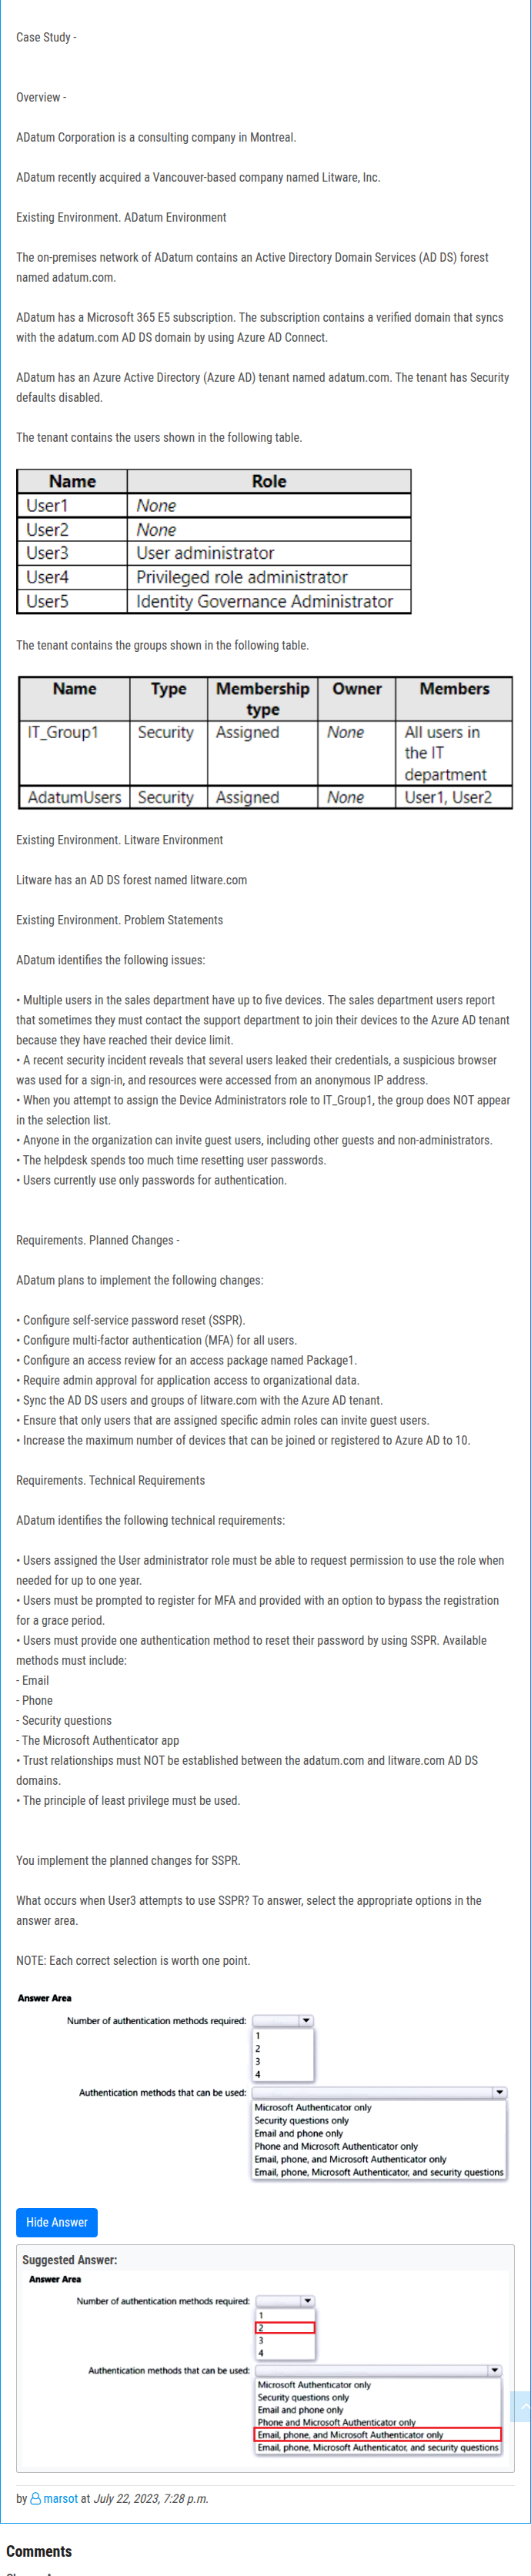 Case Study -
Overview -
ADatum Corporation is a consulting company in Montreal.
ADatum recently acquired a Vancouver-based company named Litware, Inc.
Existing Environment. ADatum Environment
The on-premises network of ADatum contains an Active Directory Domain Services (AD DS) forest
named adatum.com.
ADatum has a Microsoft 365 E5 subscription. The subscription contains a verified domain that syncs
with the adatum.com AD DS domain by using Azure AD Connect.
ADatum has an Azure Active Directory (Azure AD) tenant named adatum.com. The tenant has Security
defaults disabled.
The tenant contains the users shown in the following table.
Name Role
User1 None
User2 None
User3 User administrator
User4 Privileged role administrator
User5 Identity Governance Administrator
The tenant contains the groups shown in the following table.
Name Type Membership type Owner Members
IT_Group1 Security Assigned None All users in the IT department
AdatumUsers Security Assigned None User1, User2
Existing Environment. Litware Environment
Litware has an AD DS forest named litware.com
Existing Environment. Problem Statements
ADatum identifies the following issues:
• Multiple users in the sales department have up to five devices. The sales department users report
that sometimes they must contact the support department to join their devices to the Azure AD tenant
because they have reached their device limit.
• A recent security incident reveals that several users leaked their credentials, a suspicious browser
was used for a sign-in, and resources were accessed from an anonymous IP address.
• When you attempt to assign the Device Administrators role to IT_Group1, the group does NOT appear
in the selection list.
• Anyone in the organization can invite guest users, including other guests and non-administrators.
• The helpdesk spends too much time resetting user passwords.
• Users currently use only passwords for authentication.
Requirements. Planned Changes -
ADatum plans to implement the following changes:
• Configure self-service password reset (SSPR).
• Configure multi-factor authentication (MFA) for all users.
• Configure an access review for an access package named Package1.
• Require admin approval for application access to organizational data.
• Sync the AD DS users and groups of litware.com with the Azure AD tenant.
• Ensure that only users that are assigned specific admin roles can invite guest users.
• Increase the maximum number of devices that can be joined or registered to Azure AD to 10.
Requirements. Technical Requirements
ADatum identifies the following technical requirements:
• Users assigned the User administrator role must be able to request permission to use the role when
needed for up to one year.
• Users must be prompted to register for MFA and provided with an option to bypass the registration
for a grace period.
• Users must provide one authentication method to reset their password by using SSPR. Available
methods must include:
- Email
- Phone
- Security questions
- The Microsoft Authenticator app
• Trust relationships must NOT be established between the adatum.com and litware.com AD DS
domains.
• The principle of least privilege must be used.
You implement the planned changes for SSPR.
What occurs when User3 attempts to use SSPR? To answer, select the appropriate options in the
answer area.
NOTE: Each correct selection is worth one point.
Answer Area
Number of authentication methods required:
1
2
3
4
Authentication methods that can be used:
Microsoft Authenticator only
Security questions only
Email and phone only
Phone and Microsoft Authenticator only
Email, phone, and Microsoft Authenticator only
Email, phone, Microsoft Authenticator, and security questions
Hide Answer
Suggested Answer:
Answer Area
Number of authentication methods required:
1
2
3
4
Authentication methods that can be used:
Microsoft Authenticator only
Security questions only
Email and phone only
Phone and Microsoft Authenticator only
Email, phone, and Microsoft Authenticator only
Email, phone, Microsoft Authenticator, and security questions
by marsot at July 22, 2023, 7:28 p.m.
Comments